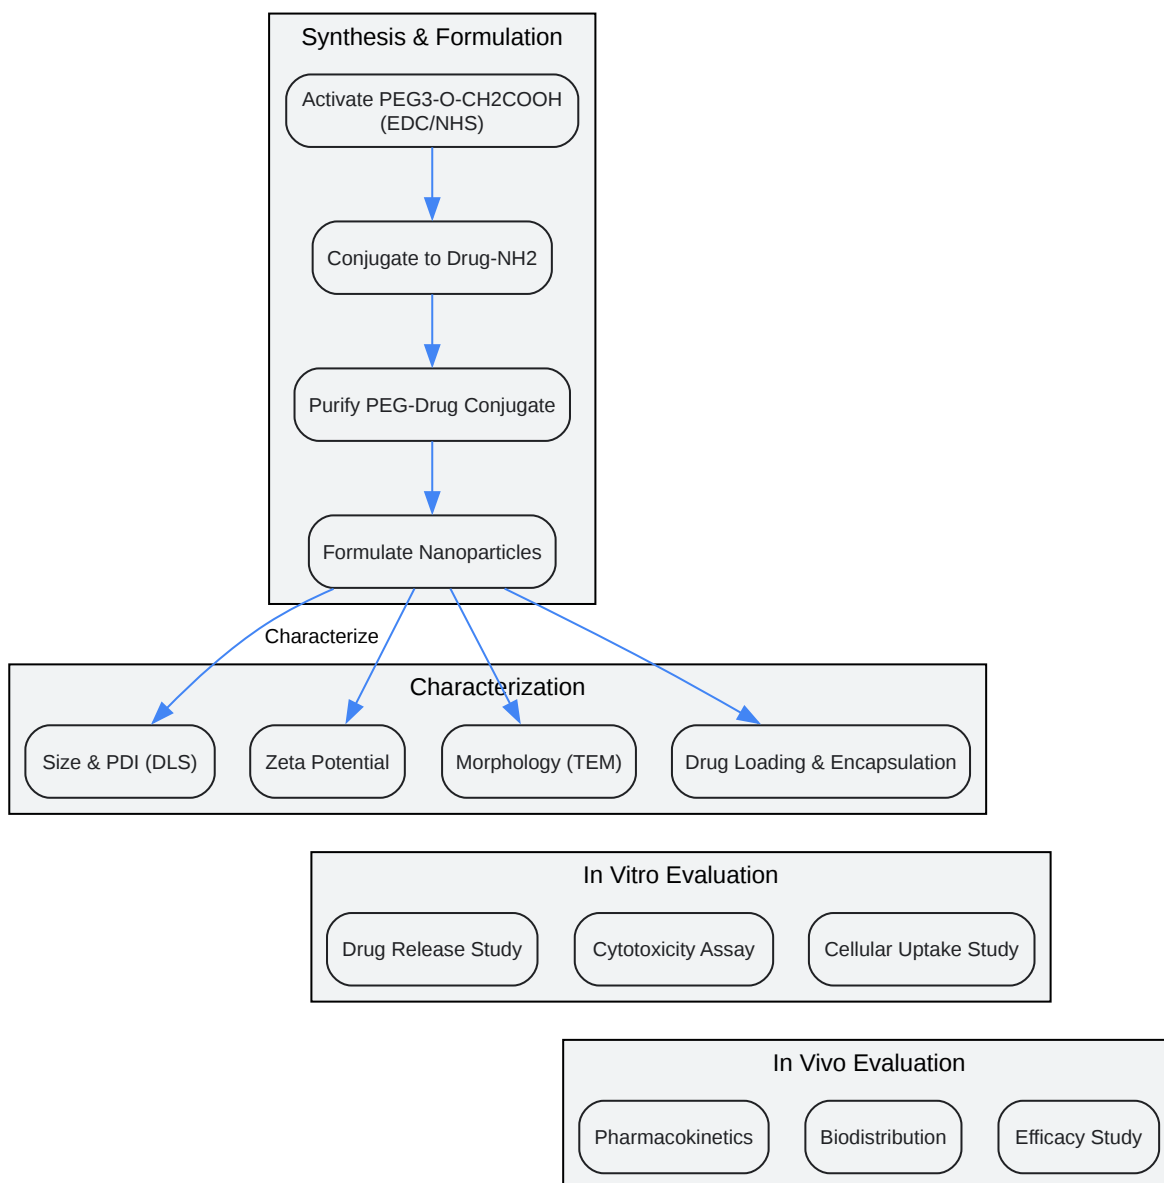 Synthesis & Formulation
Activate PEG3-O-CH2COOH
(EDC/NHS)
Conjugate to Drug-NH2
Purify PEG-Drug Conjugate
Formulate Nanoparticles
Characterize
Characterization
Size & PDI (DLS)
Zeta Potential
Morphology (TEM)
Drug Loading & Encapsulation
In Vitro Evaluation
Drug Release Study
Cytotoxicity Assay
Cellular Uptake Study
In Vivo Evaluation
Pharmacokinetics
Biodistribution
Efficacy Study